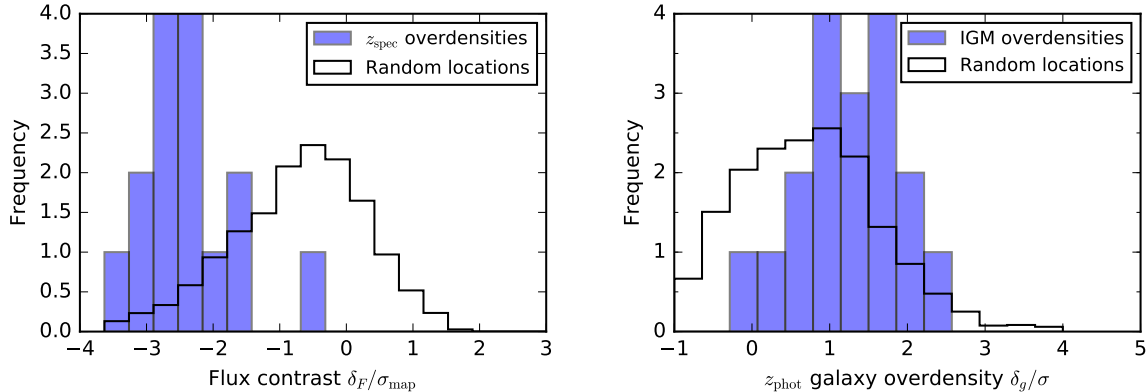 4.0
3.5
3.0
2.5
2.0
1.5
1.0
0.5
0.0
Frequency
z_spec overdensities
Random locations
−4 −3 −2 −1 0 1 2 3
Flux contrast δ_F/σ_map
4
3
2
1
0
Frequency
IGM overdensities
Random locations
−1 0 1 2 3 4 5
z_phot galaxy overdensity δ_g/σ